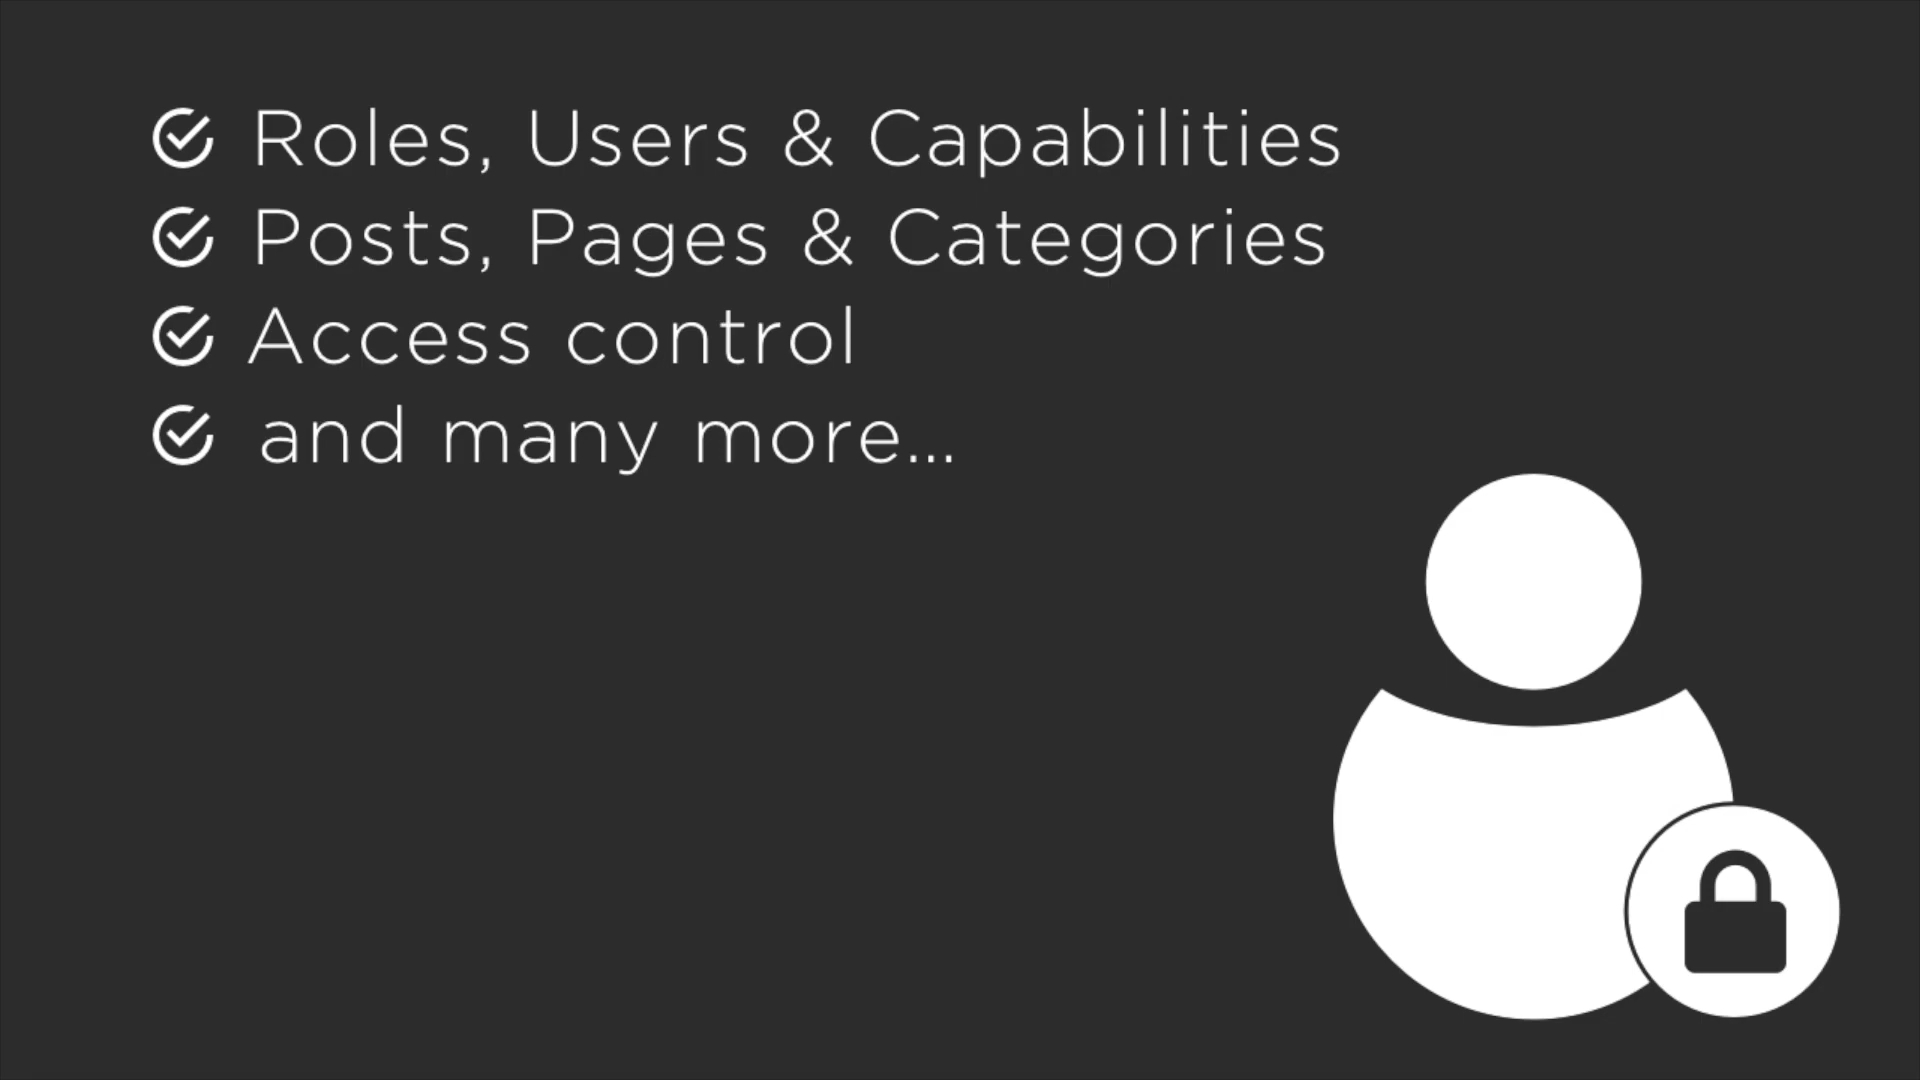 Roles, Users & Capabilities
Posts, Pages & Categories
Access control
and many more...